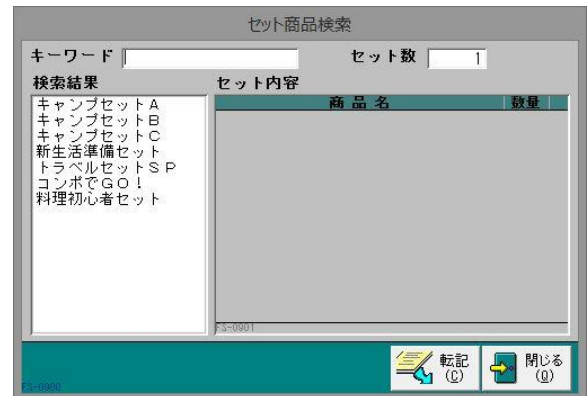 セット商品検索
キーワード
セット数 1
検索結果
セット内容
商品名 数量
キャンプセットA
キャンプセットB
キャンプセットC
新生活準備セット
トラベルセットSP
コンポでGO!
料理初心者セット
FS-0901
転記
(C)
閉じる
(Q)
FS-0900